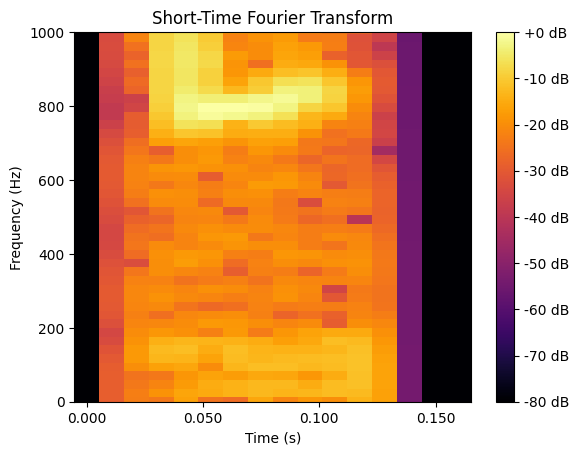 Short-Time Fourier Transform
Frequency (Hz)
1000
800
600
400
200
0
0.000
0.050
0.100
0.150
Time (s)
+0 dB
-10 dB
-20 dB
-30 dB
-40 dB
-50 dB
-60 dB
-70 dB
-80 dB